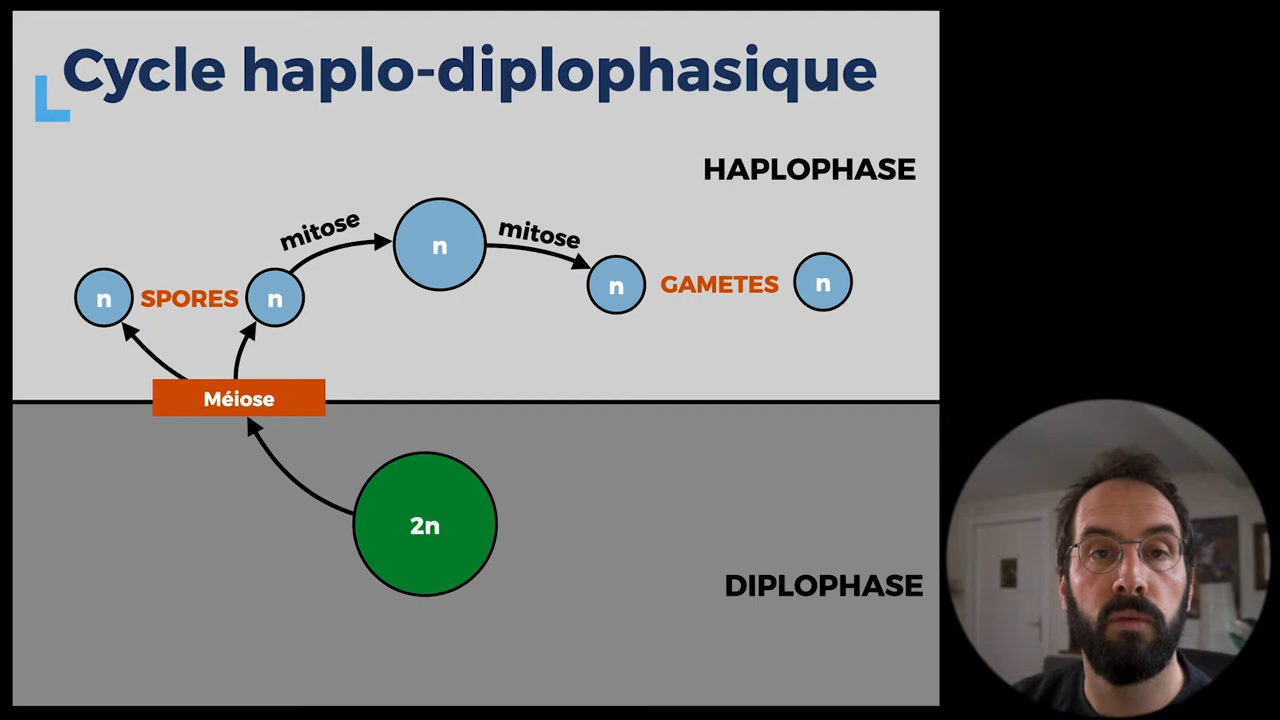 Cycle haplo-diplophasique
HAPLOPHASE
mitose
mitose
n
n
SPORES
n
n
GAMETES
n
Méiose
2n
DIPLOPHASE